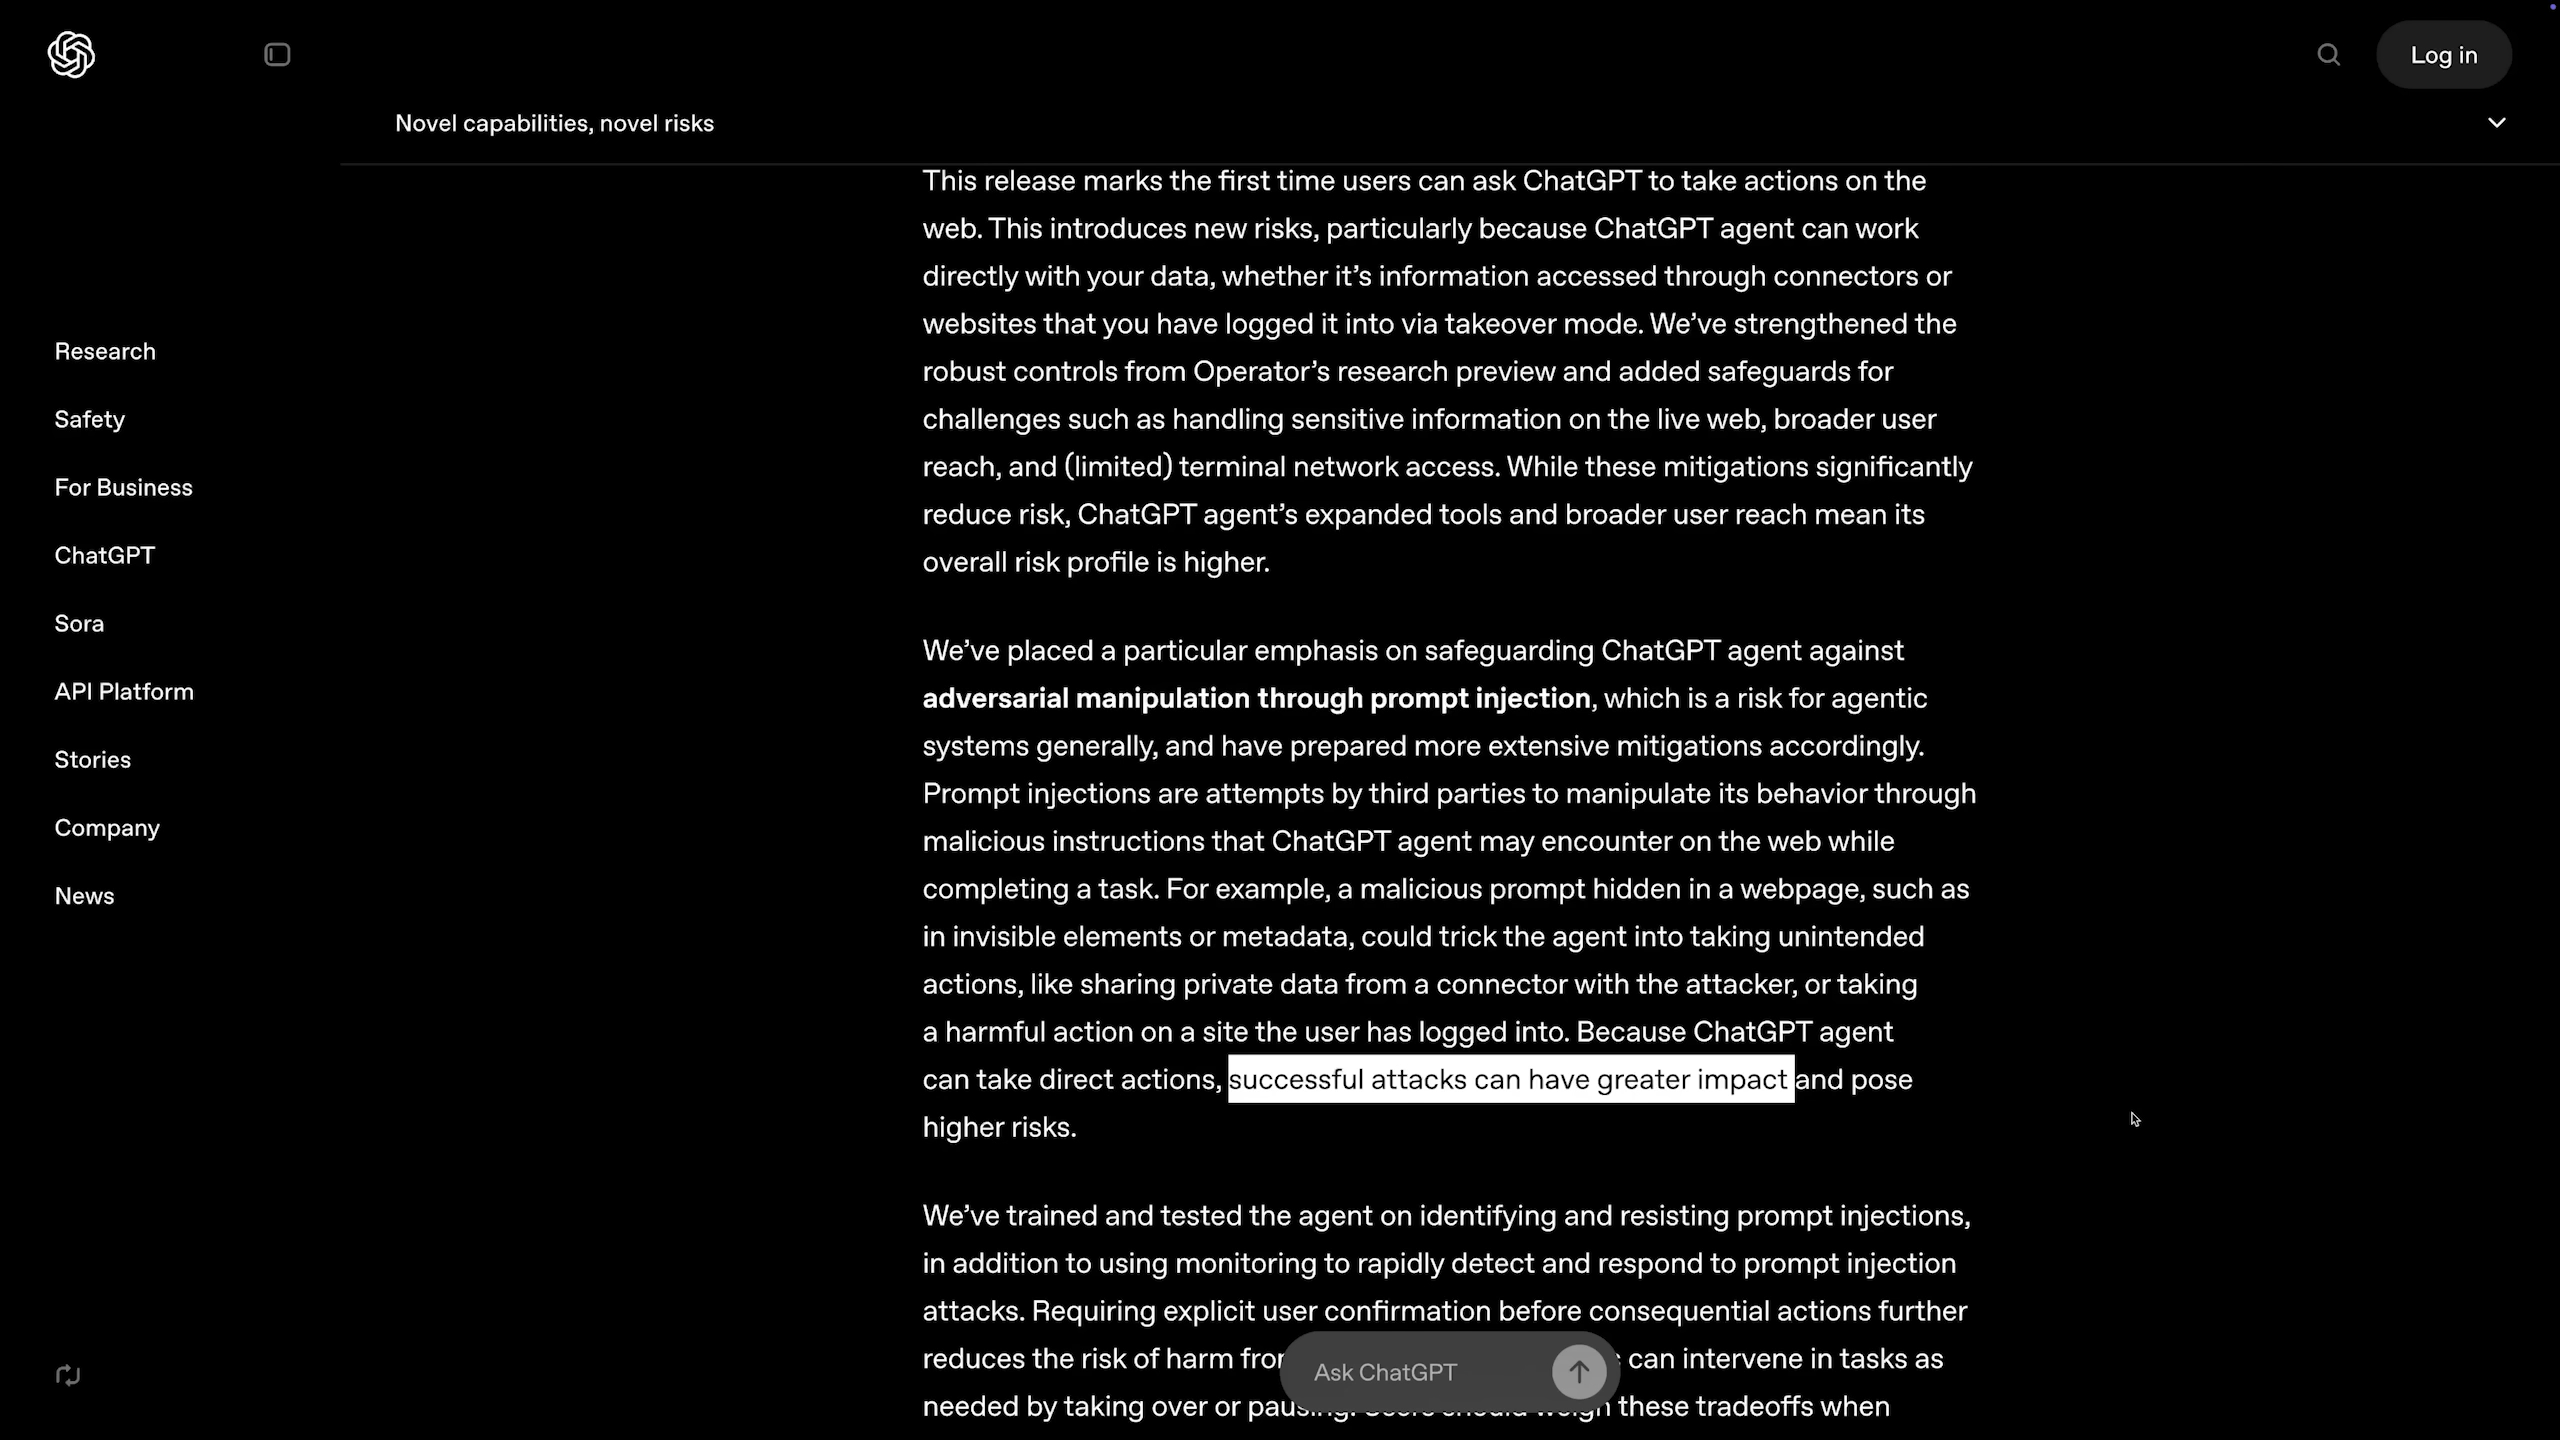 Log in
Novel capabilities, novel risks
Research
Safety
For Business
ChatGPT
Sora
API Platform
Stories
Company
News
This release marks the first time users can ask ChatGPT to take actions on the
web. This introduces new risks, particularly because ChatGPT agent can work
directly with your data, whether it’s information accessed through connectors or
websites that you have logged it into via takeover mode. We’ve strengthened the
robust controls from Operator’s research preview and added safeguards for
challenges such as handling sensitive information on the live web, broader user
reach, and (limited) terminal network access. While these mitigations significantly
reduce risk, ChatGPT agent’s expanded tools and broader user reach mean its
overall risk profile is higher.
We’ve placed a particular emphasis on safeguarding ChatGPT agent against
adversarial manipulation through prompt injection, which is a risk for agentic
systems generally, and have prepared more extensive mitigations accordingly.
Prompt injections are attempts by third parties to manipulate its behavior through
malicious instructions that ChatGPT agent may encounter on the web while
completing a task. For example, a malicious prompt hidden in a webpage, such as
in invisible elements or metadata, could trick the agent into taking unintended
actions, like sharing private data from a connector with the attacker, or taking
a harmful action on a site the user has logged into. Because ChatGPT agent
can take direct actions, successful attacks can have greater impact and pose
higher risks.
We’ve trained and tested the agent on identifying and resisting prompt injections,
in addition to using monitoring to rapidly detect and respond to prompt injection
attacks. Requiring explicit user confirmation before consequential actions further
reduces the risk of harm can intervene in tasks as
needed by taking over or these tradeoffs when
Ask ChatGPT